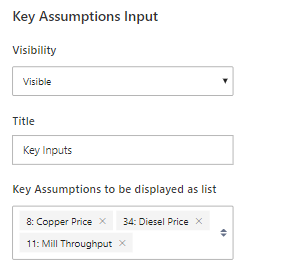 Key Assumptions Input
Visibility
Visible
Title
Key Inputs
Key Assumptions to be displayed as list
8: Copper Price × 34: Diesel Price ×
11: Mill Throughput ×